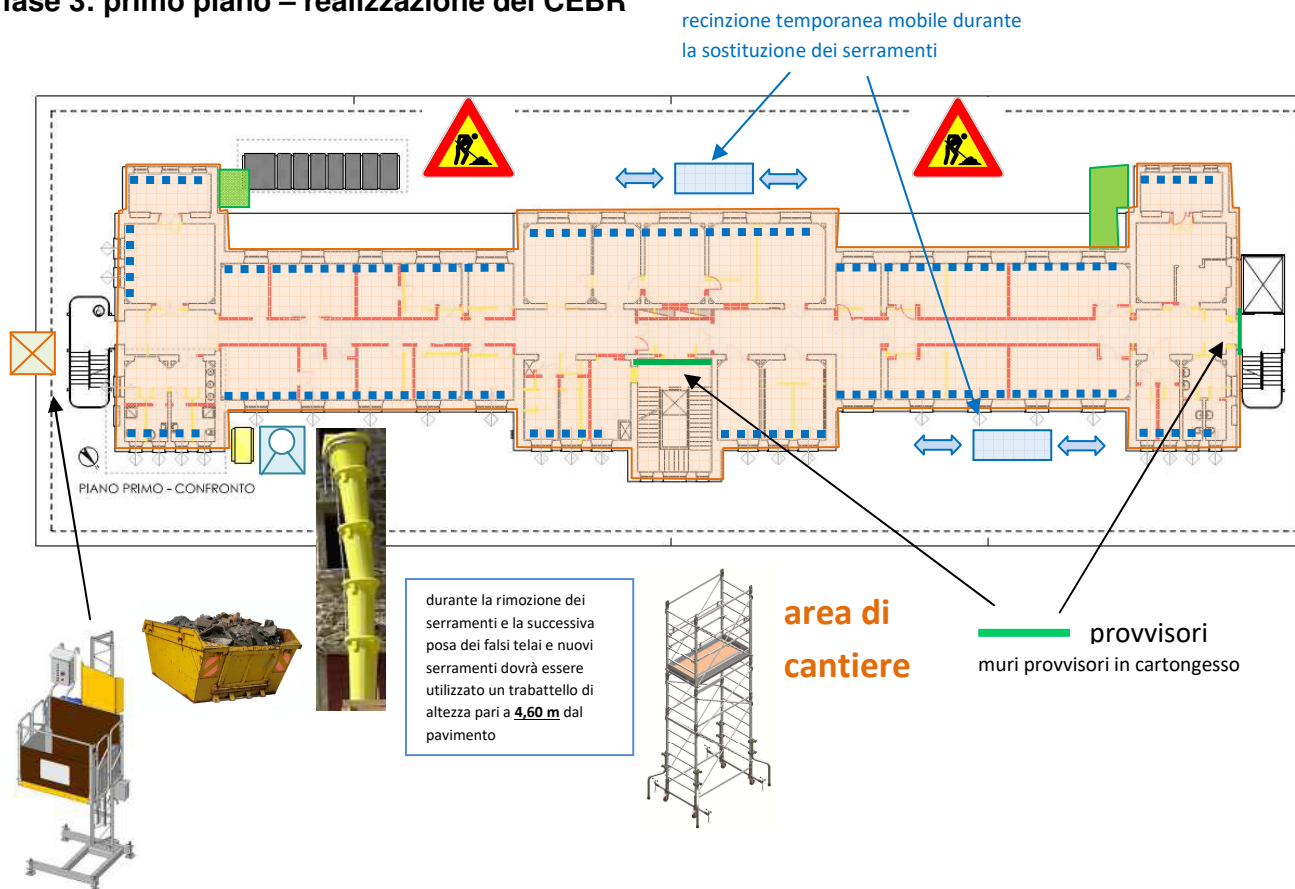 fase 3: primo piano – realizzazione del CEBR
recinzione temporanea mobile durante
la sostituzione dei serramenti
PIANO PRIMO - CONFRONTO
durante la rimozione dei
serramenti e la successiva
posa dei falsi telai e nuovi
serramenti dovrà essere
utilizzato un trabattello di
altezza pari a 4,60 m dal
pavimento
area di
cantiere
provvisori
muri provvisori in cartongesso